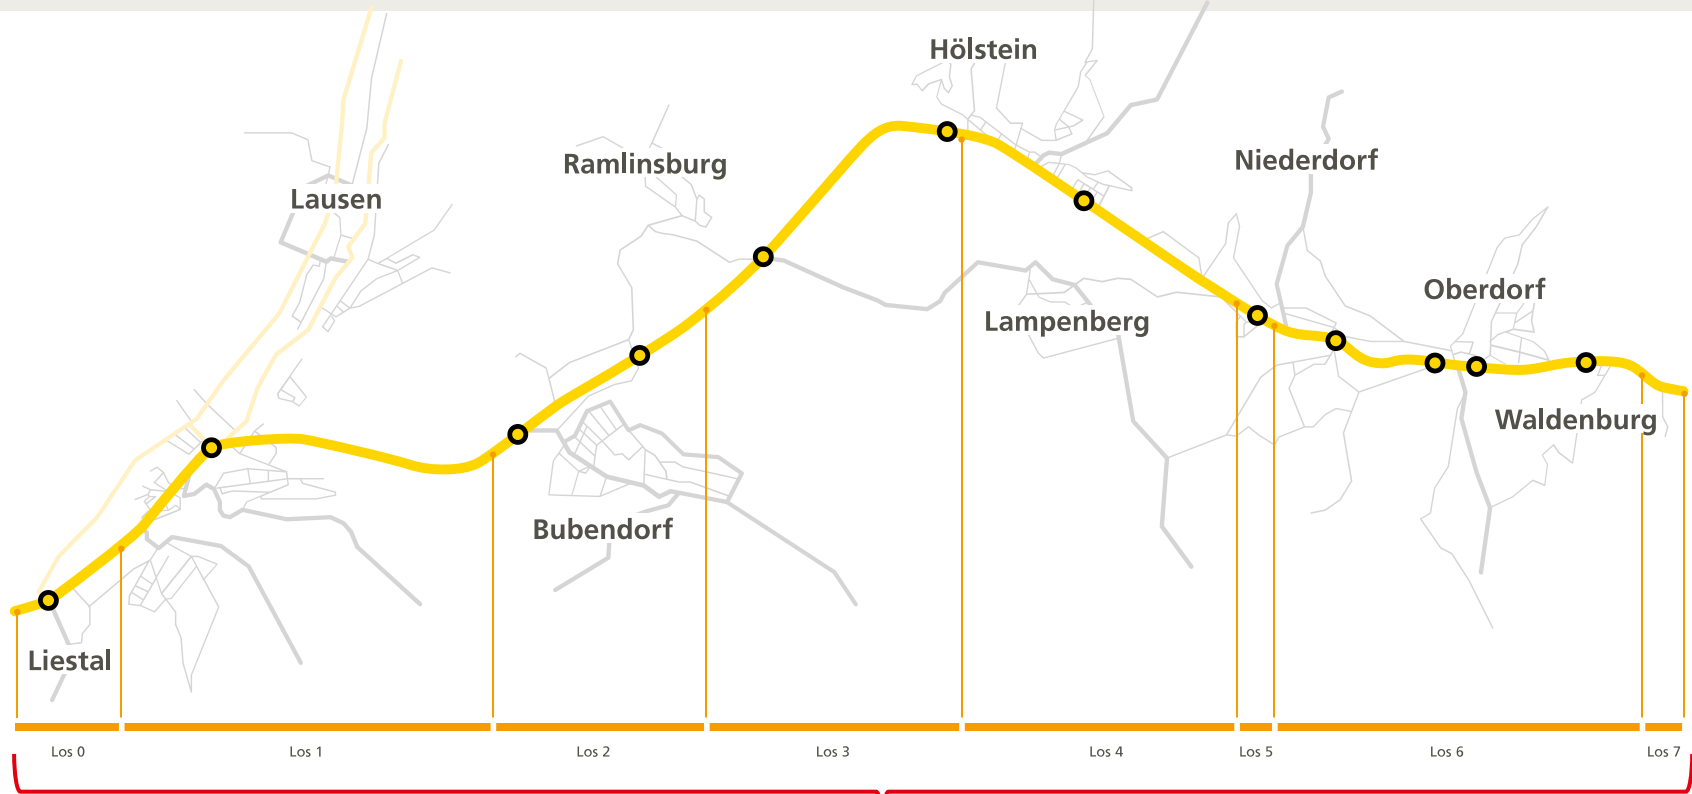 Hölstein
Ramlinsburg
Niederdorf
Lausen
Oberdorf
Lampenberg
Waldenburg
Bubendorf
Liestal
Los 0
Los 1
Los 2
Los 3
Los 4
Los 5
Los 6
Los 7